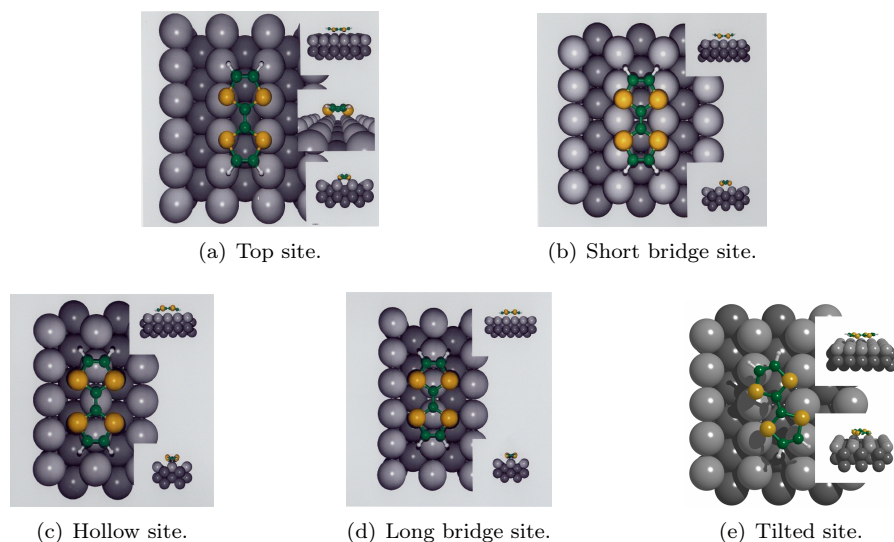 (a) Top site.
(b) Short bridge site.
(c) Hollow site.
(d) Long bridge site.
(e) Tilted site.